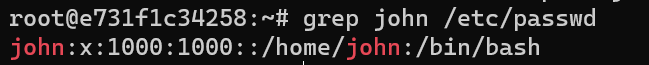 root@e731f1c34258:~# grep john /etc/passwd
john:x:1000:1000::/home/john:/bin/bash